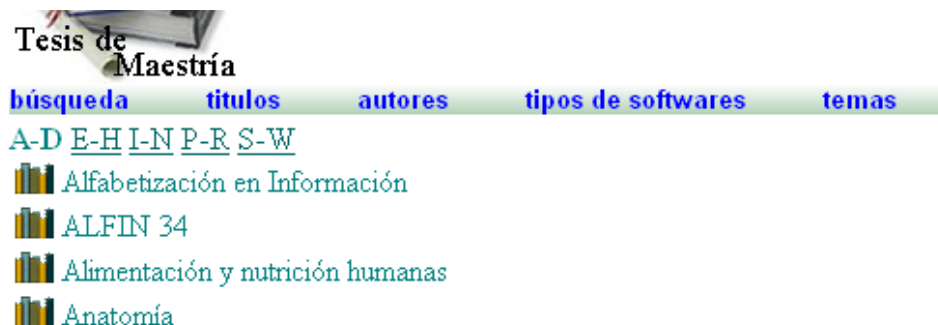 Tesis de
Maestría
búsqueda titulos autores tipos de softwares temas
A-D E-H I-N P-R S-W
Alfabetización en Información
ALFIN 34
Alimentación y nutrición humanas
Anatomía